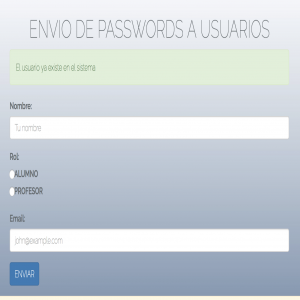 ENVIO DE PASSWORDS A USUARIOS
El usuario ya existe en el sistema
Nombre:
Tu nombre
Rol:
ALUMNO
PROFESOR
Email:
john@example.com
ENVIAR